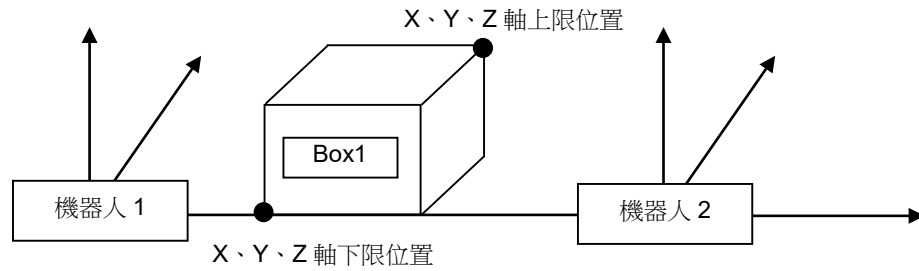 X、Y、Z 軸上限位置
Box1
機器人 1
機器人 2
X、Y、Z 軸下限位置